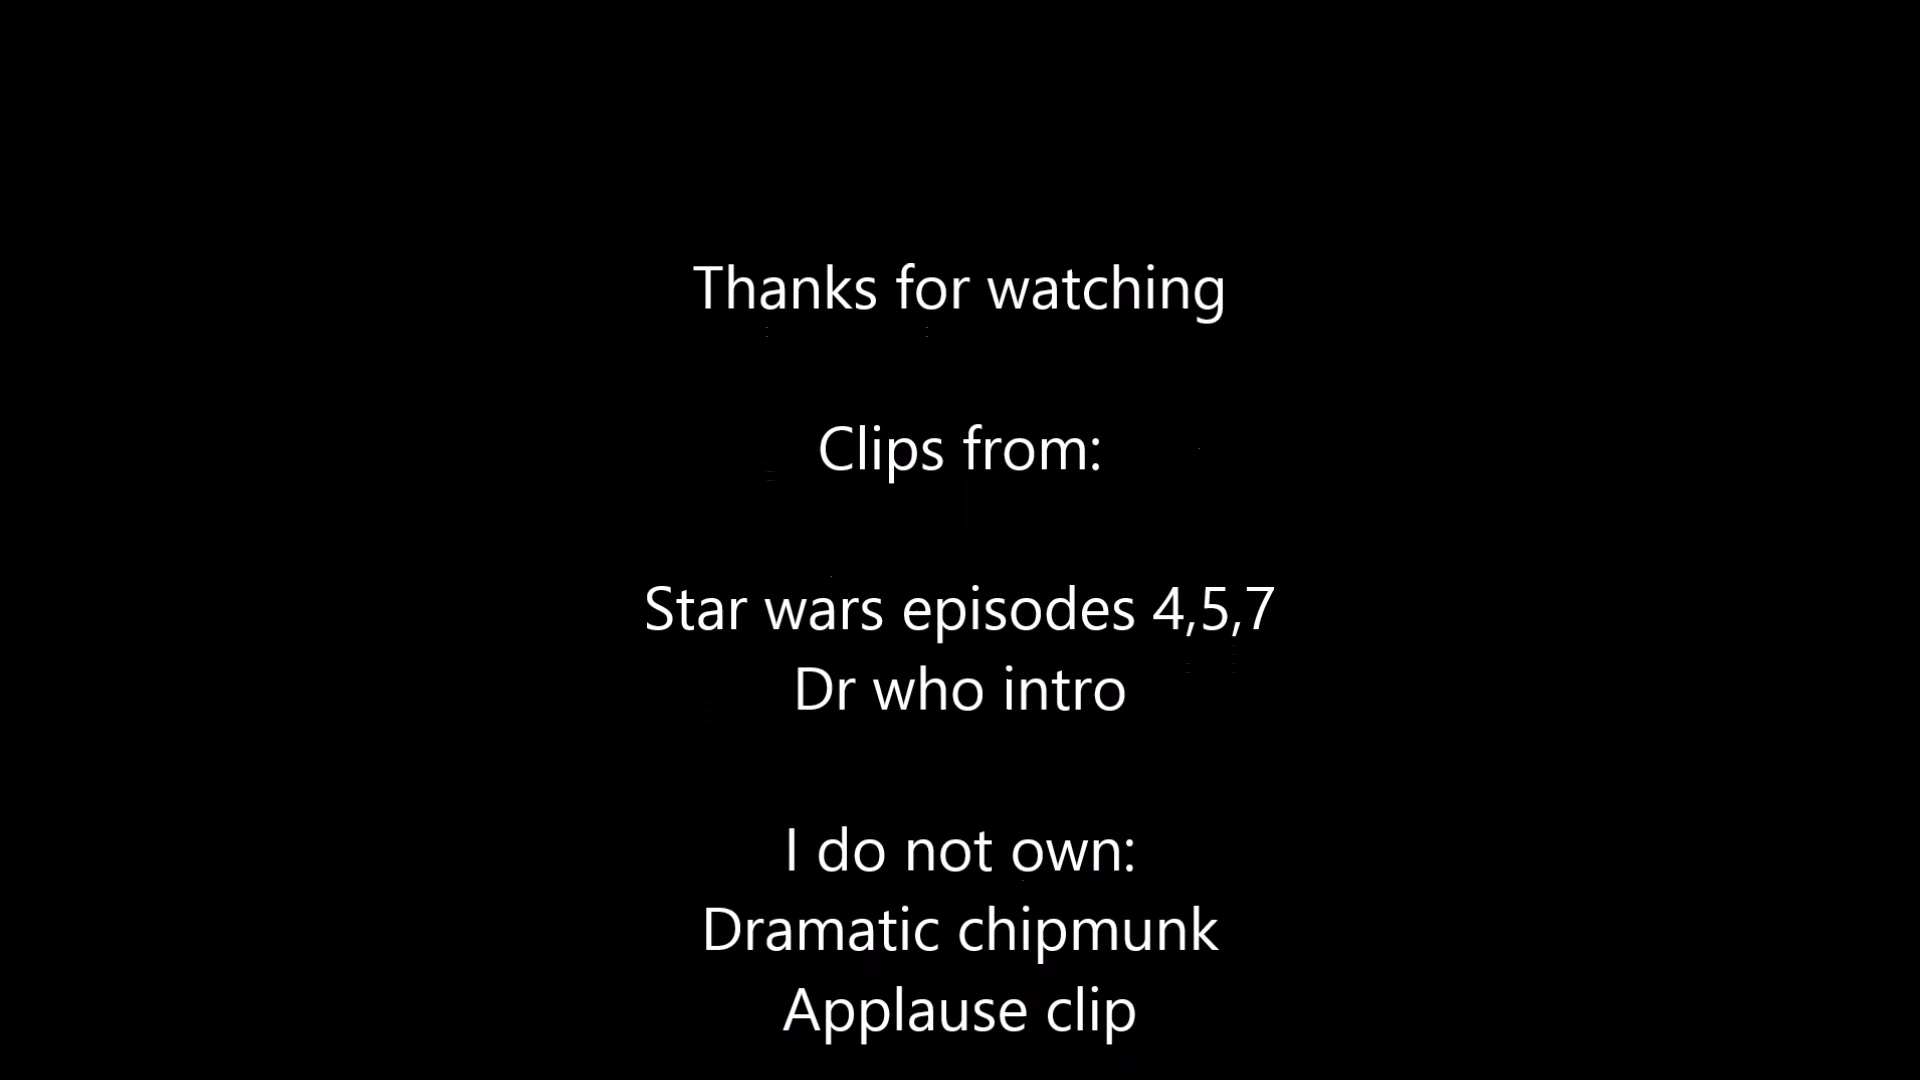 Thanks for watching
Clips from:
Star wars episodes 4,5,7
Dr who intro
I do not own:
Dramatic chipmunk
Applause clip